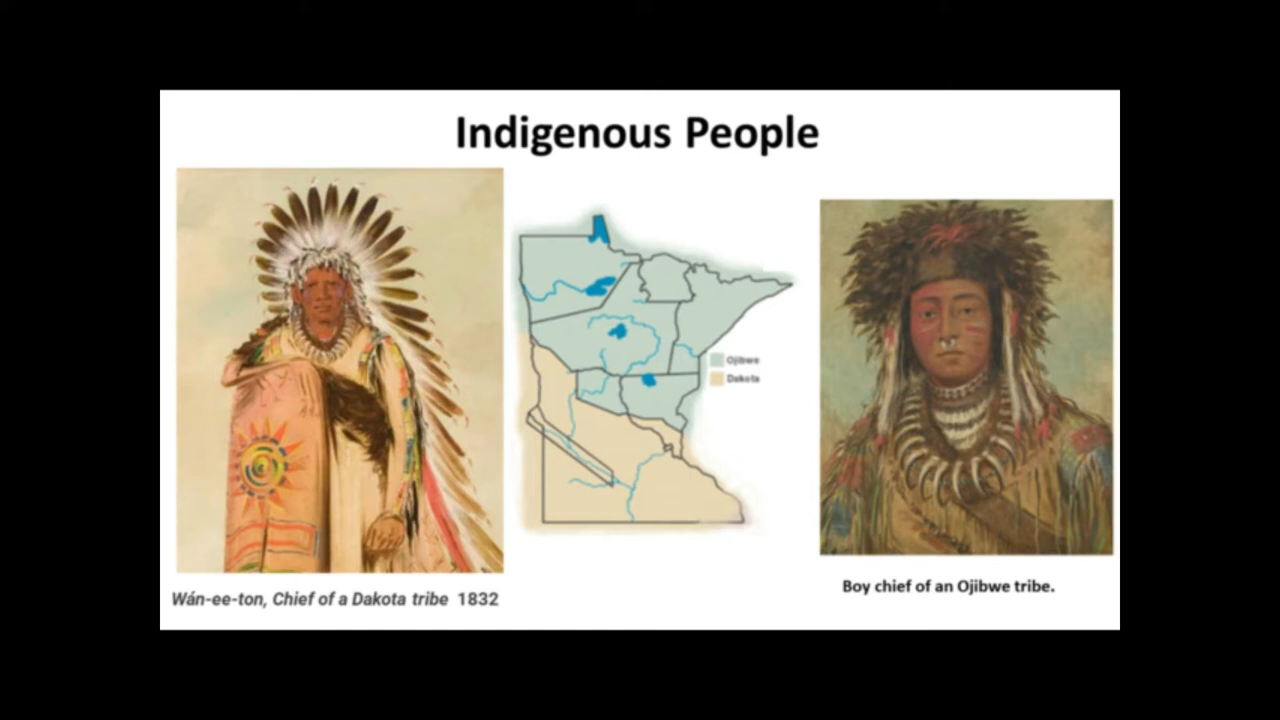 Indigenous People
Ojibwe
Dakota
Wán-ee-ton, Chief of a Dakota tribe 1832
Boy chief of an Ojibwe tribe.